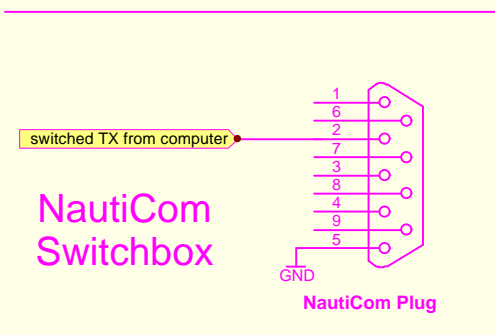 1
6
switched TX from computer
2
7
3
8
4
9
5
NautiCom
Switchbox
GND
NautiCom Plug